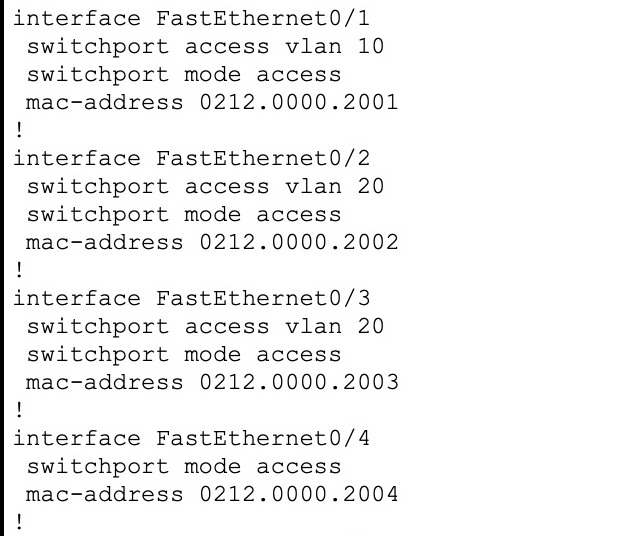 interface FastEthernet0/1
 switchport access vlan 10
 switchport mode access
 mac-address 0212.0000.2001
!
interface FastEthernet0/2
 switchport access vlan 20
 switchport mode access
 mac-address 0212.0000.2002
!
interface FastEthernet0/3
 switchport access vlan 20
 switchport mode access
 mac-address 0212.0000.2003
!
interface FastEthernet0/4
 switchport mode access
 mac-address 0212.0000.2004
!